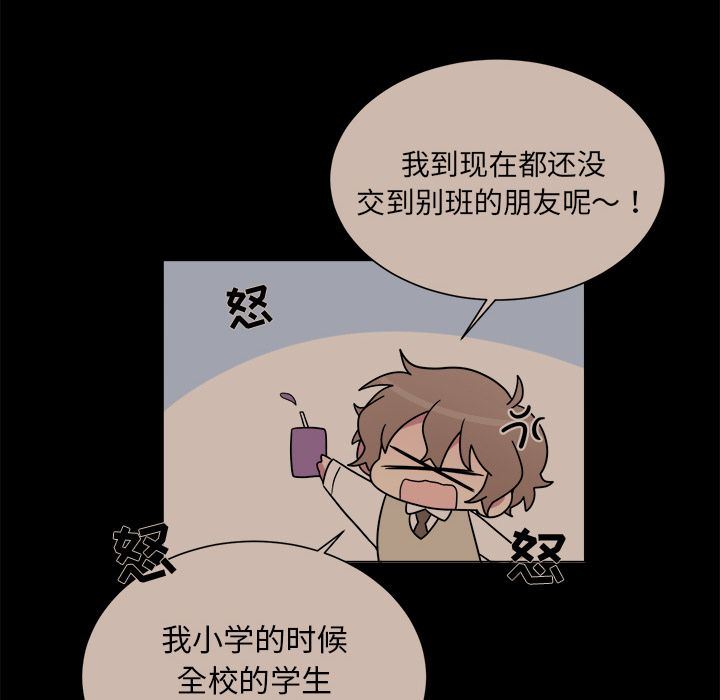 我到现在都还没
交到别班的朋友呢～！
怒
怒
怒
我小学的时候
全校的学生